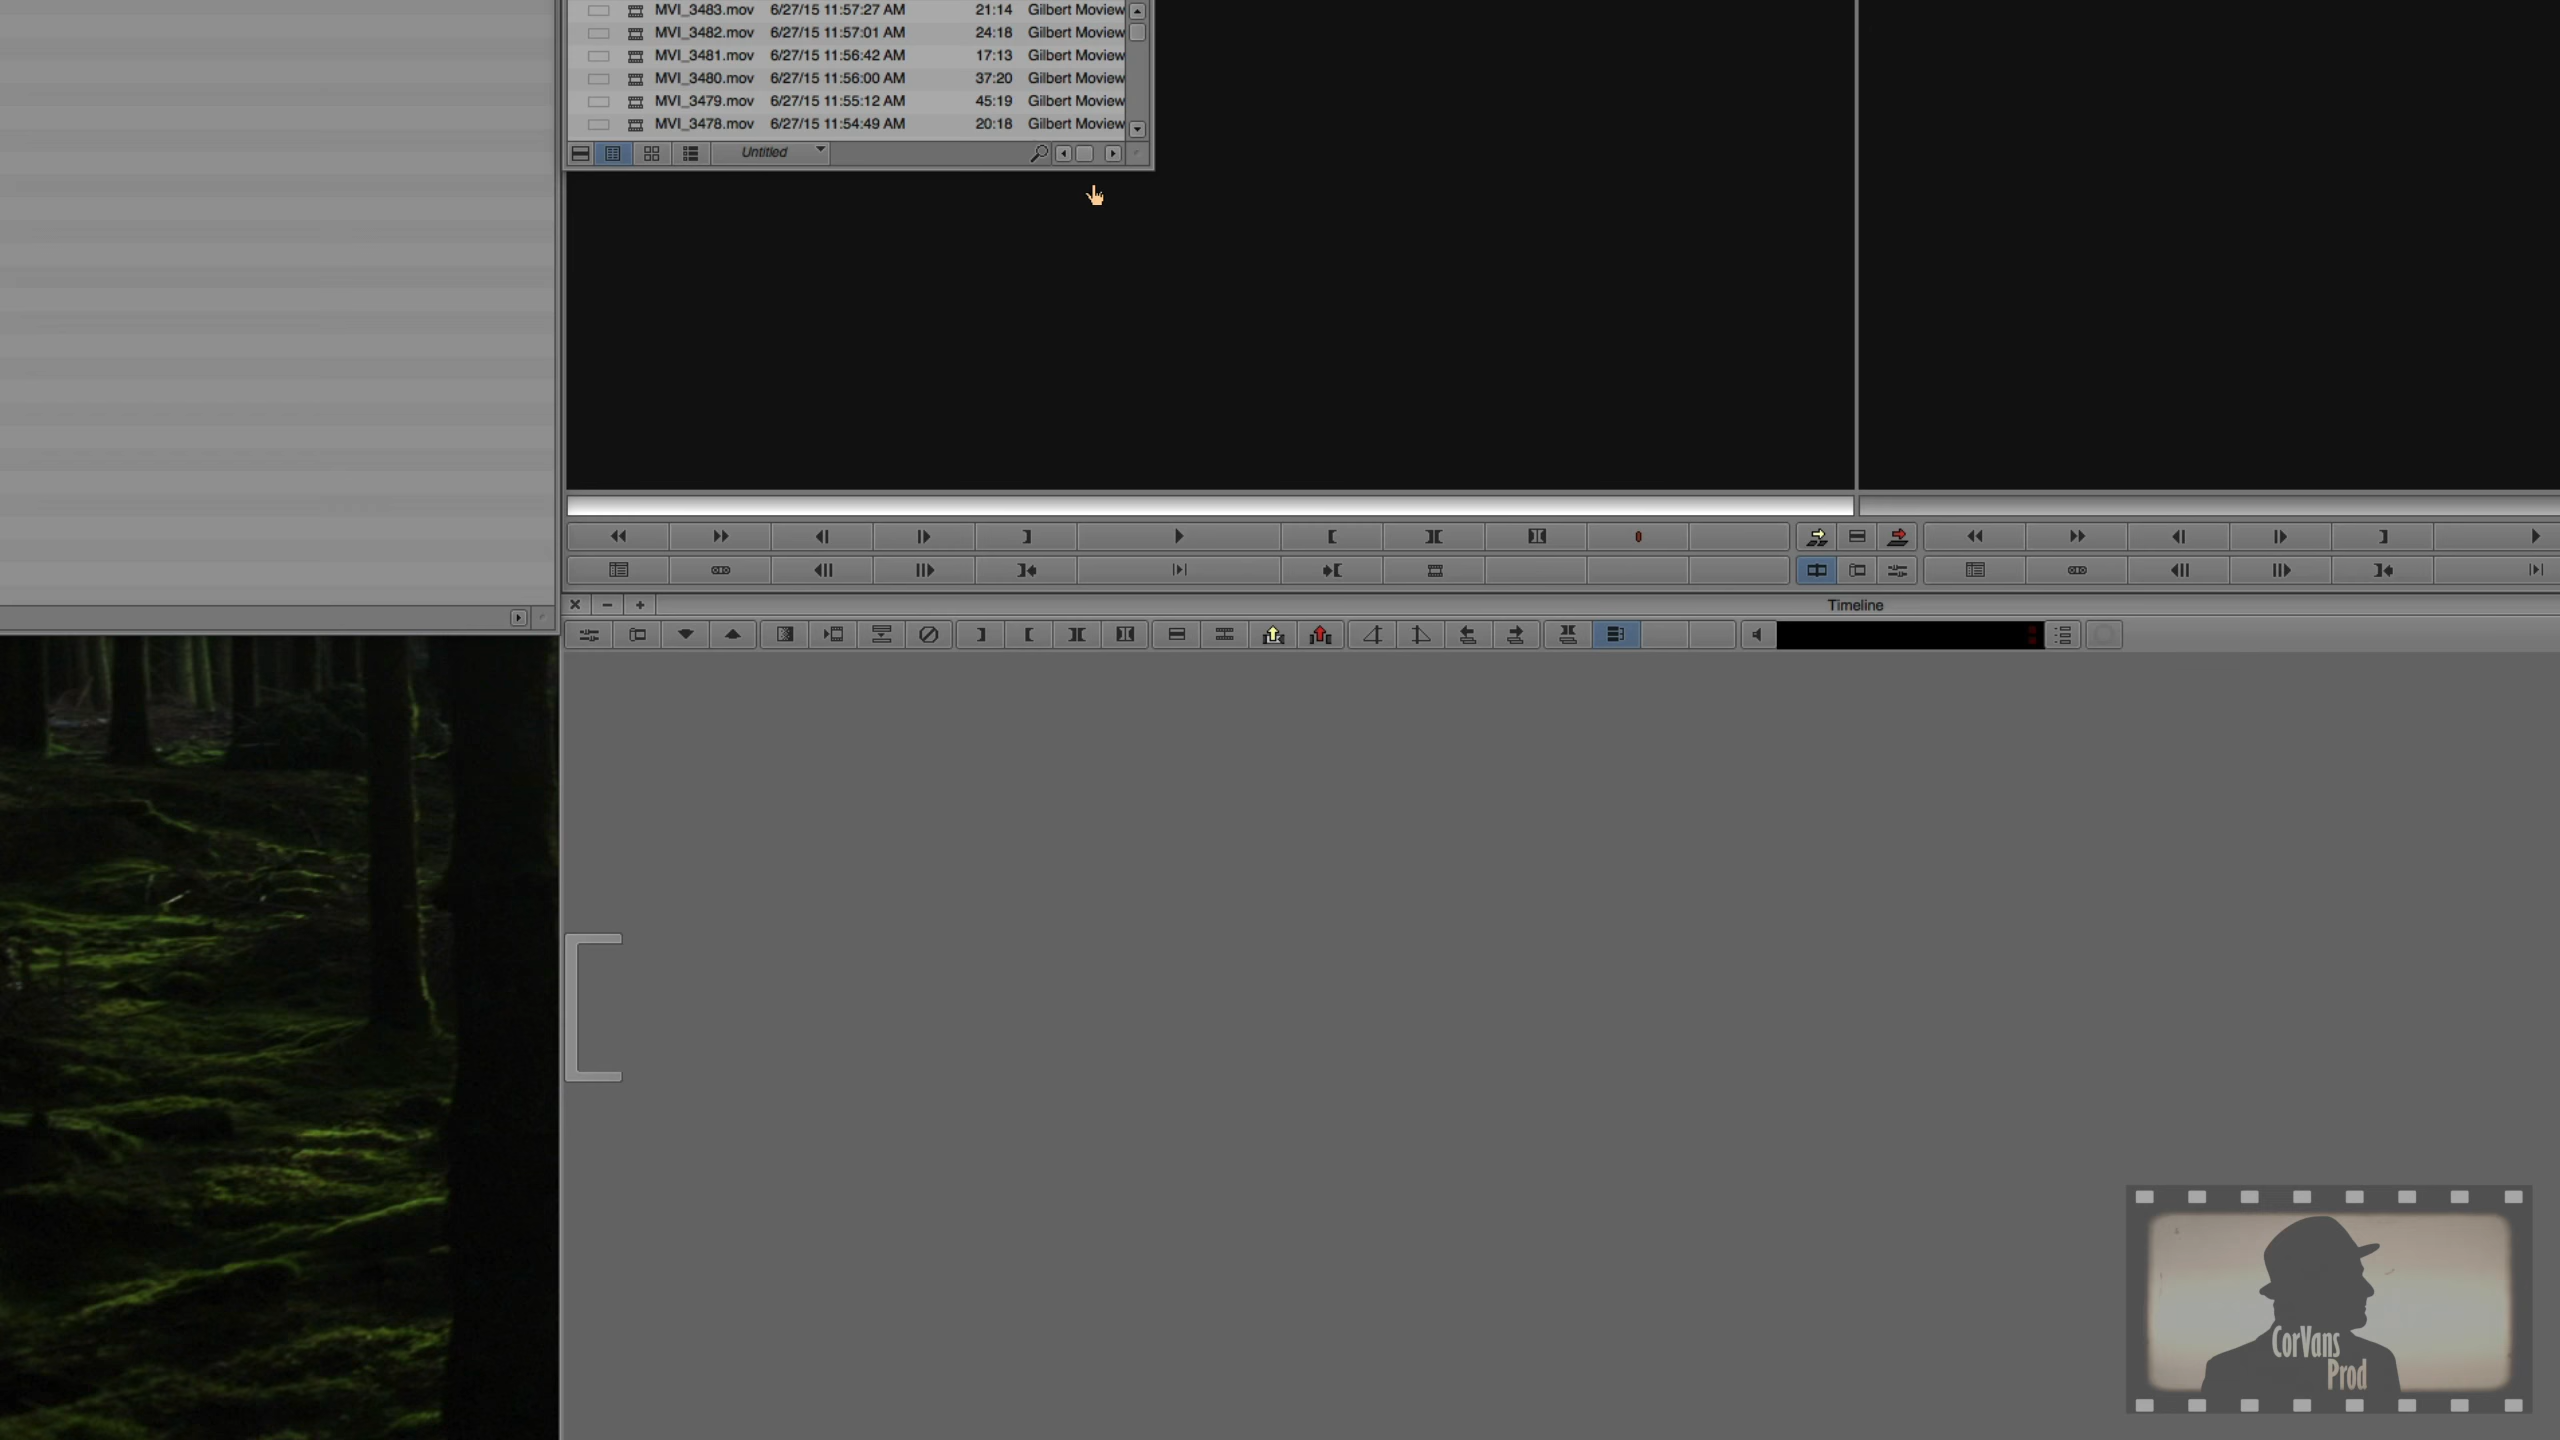 MVI_3483.mov 6/27/15 11:57:27 AM 21:14 Gilbert Moview
MVI_3482.mov 6/27/15 11:57:01 AM 24:18 Gilbert Moview
MVI_3481.mov 6/27/15 11:56:42 AM 17:13 Gilbert Moview
MVI_3480.mov 6/27/15 11:56:00 AM 37:20 Gilbert Moview
MVI_3479.mov 6/27/15 11:55:12 AM 45:19 Gilbert Moview
MVI_3478.mov 6/27/15 11:54:49 AM 20:18 Gilbert Moview
Untitled
Timeline
CorVans
Prod